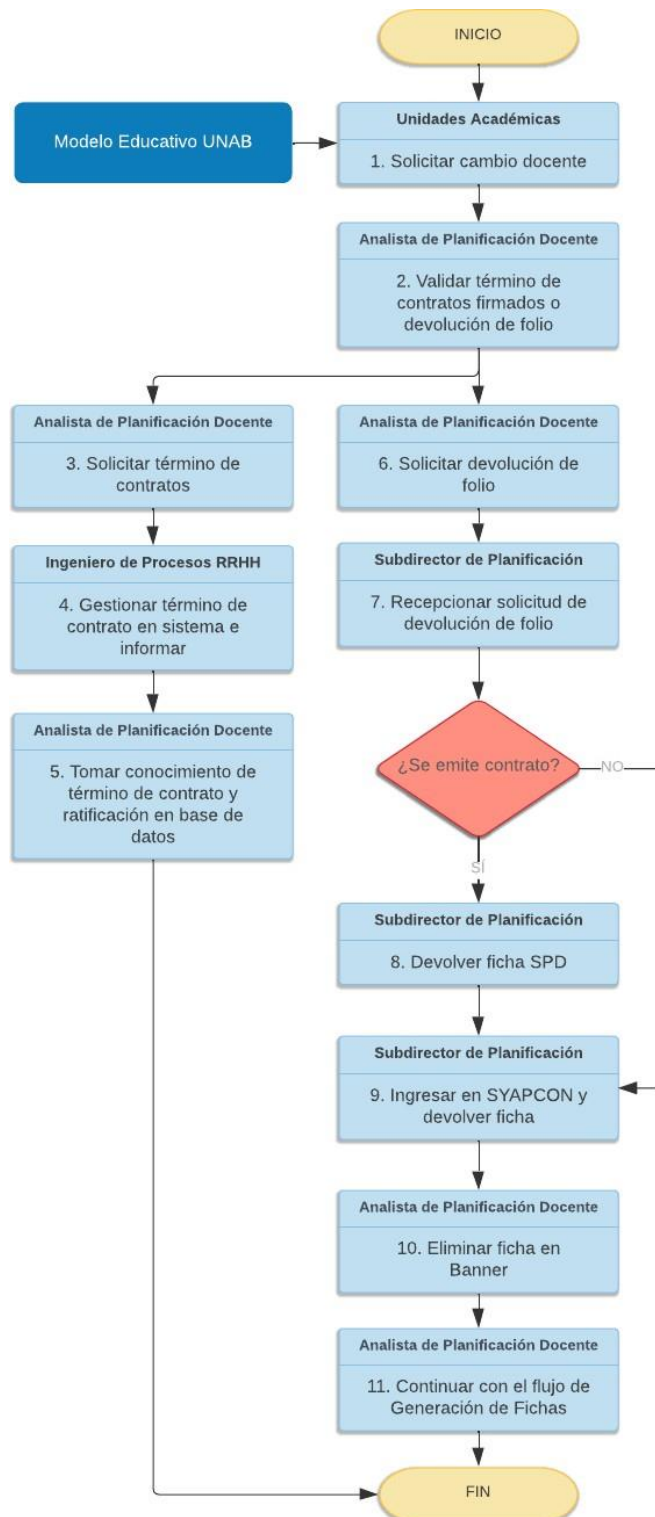 INICIO
Modelo Educativo UNAB
Unidades Académicas
1. Solicitar cambio docente
Analista de Planificación Docente
2. Validar término de
contratos firmados o
devolución de folio
Analista de Planificación Docente
3. Solicitar término de
contratos
Ingeniero de Procesos RRHH
4. Gestionar término de
contrato en sistema e
informar
Analista de Planificación Docente
5. Tomar conocimiento de
término de contrato y
ratificación en base de
datos
Analista de Planificación Docente
6. Solicitar devolución de
folio
Subdirector de Planificación
7. Recepcionar solicitud de
devolución de folio
¿Se emite contrato?
NO
SÍ
Subdirector de Planificación
8. Devolver ficha SPD
Subdirector de Planificación
9. Ingresar en SYAPCON y
devolver ficha
Analista de Planificación Docente
10. Eliminar ficha en
Banner
Analista de Planificación Docente
11. Continuar con el flujo de
Generación de Fichas
FIN